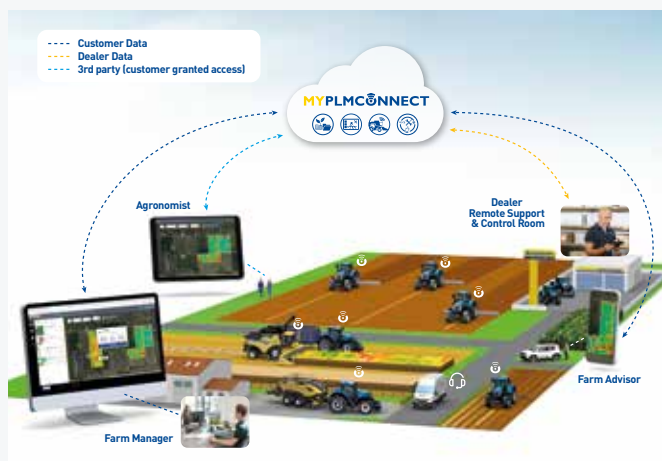 Customer Data
Dealer Data
3rd party (customer granted access)
MYPLMCONNECT
Agronomist
Dealer
Remote Support
& Control Room
Farm Advisor
Farm Manager